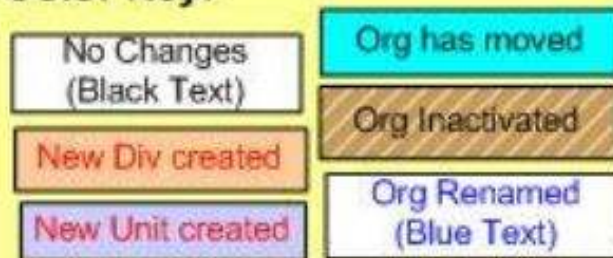 No Changes
(Black Text)
New Div created
New Unit created
Org has moved
Org Inactivated
Org Renamed
(Blue Text)